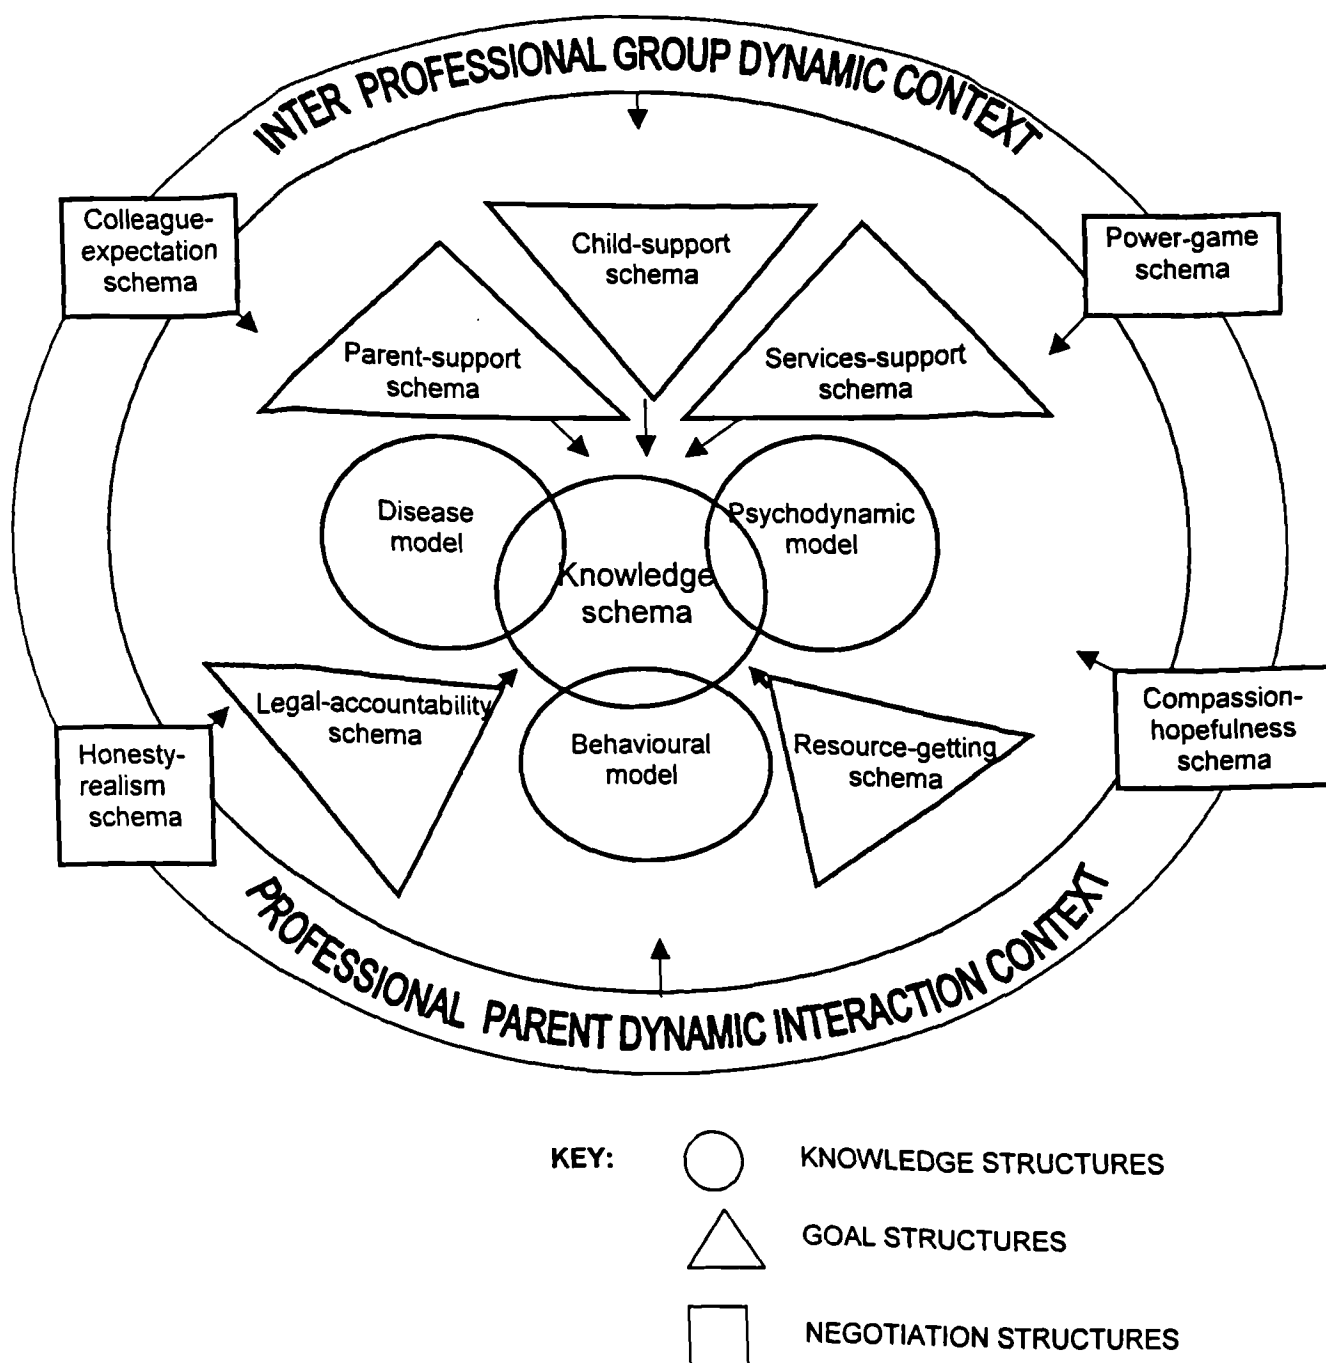 INTER PROFESSIONAL GROUP DYNAMIC CONTEXT
Colleague-
expectation
schema
Child-support
schema
Power-game
schema
Parent-support
schema
Services-support
schema
Disease
model
Psychodynamic
model
Knowledge
schema
Legal-accountability
schema
Behavioural
model
Resource-getting
schema
Honesty-
realism
schema
Compassion-
hopefulness
schema
PROFESSIONAL PARENT DYNAMIC INTERACTION CONTEXT
KEY:
KNOWLEDGE STRUCTURES
GOAL STRUCTURES
NEGOTIATION STRUCTURES